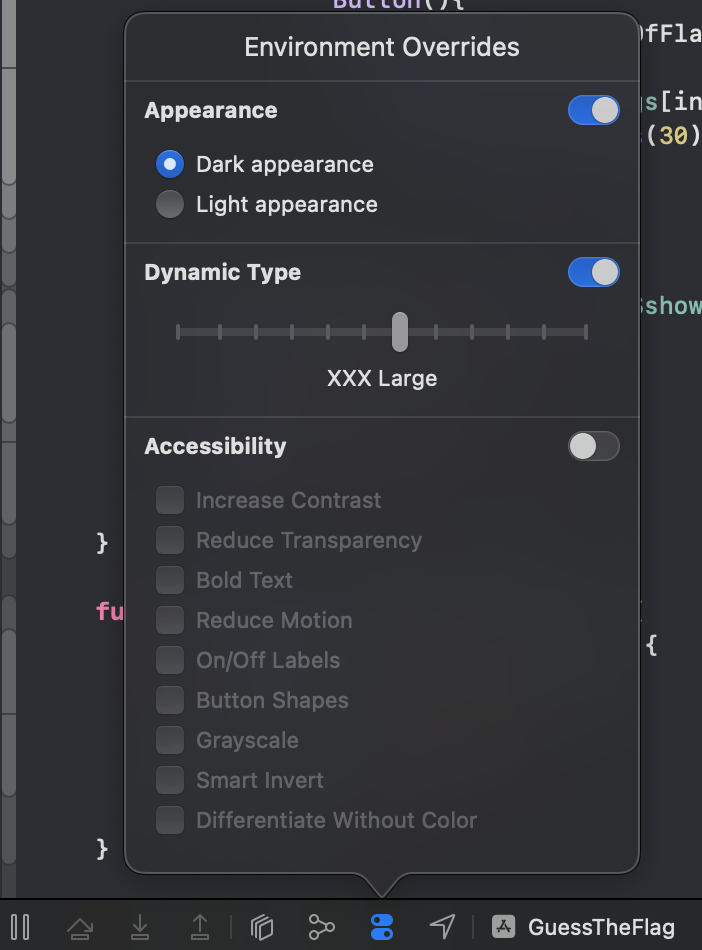 Button(){
Environment Overrides
OfFla
Appearance
gs[in
(30)
Dark appearance
Light appearance
Dynamic Type
$show
XXX Large
Accessibility
Increase Contrast
Reduce Transparency
}
Bold Text
fu
Reduce Motion
{
On/Off Labels
Button Shapes
Grayscale
Smart Invert
Differentiate Without Color
}
GuessTheFlag